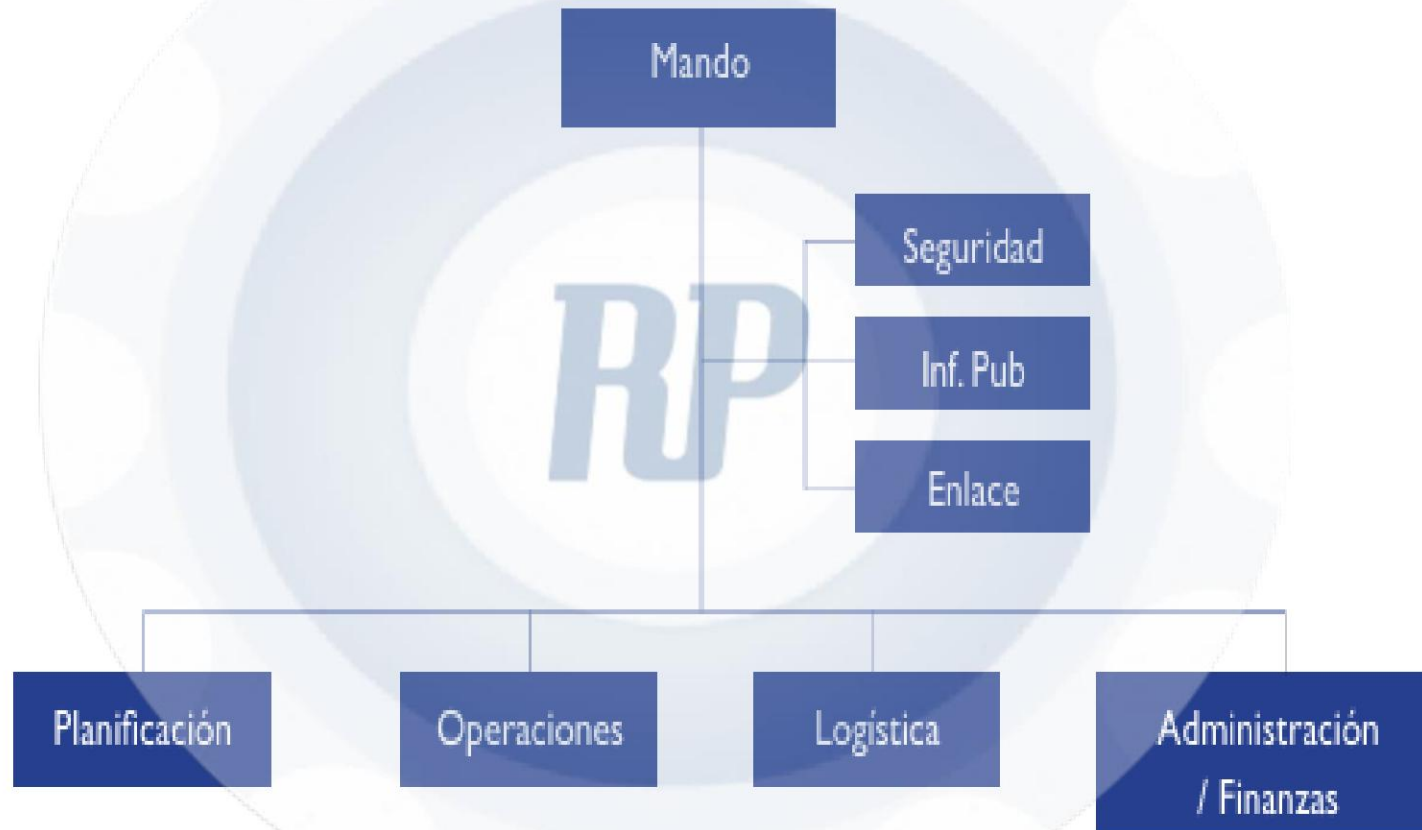 Mando
Seguridad
RP
Inf. Pub
Enlace
Planificación
Operaciones
Logística
Administración
/ Finanzas